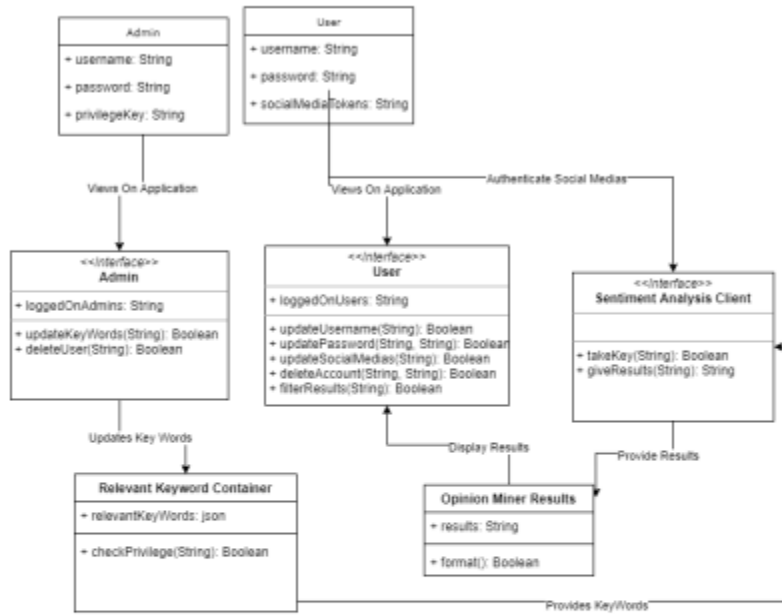 Admin
+ username: String
+ password: String
+ privilegeKey: String
User
+ username: String
+ password: String
+ socialMediaTokens: String
Views On Application
Views On Application
Authenticate Social Medias
<<Interface>>
Admin
+ loggedOnAdmins: String
+ updateKeyWords(String): Boolean
+ deleteUser(String): Boolean
<<Interface>>
User
+ loggedOnUsers: String
+ updateUsername(String): Boolean
+ updatePassword(String, String): Boolean
+ updateSocialMedias(String): Boolean
+ deleteAccount(String, String): Boolean
+ filterResults(String): Boolean
<<Interface>>
Sentiment Analysis Client
+ takeKey(String): Boolean
+ giveResults(String): String
Updates Key Words
Display Results
Provide Results
Relevant Keyword Container
+ relevantKeyWords: json
+ checkPrivilege(String): Boolean
Opinion Miner Results
+ results: String
+ format(): Boolean
Provides KeyWords